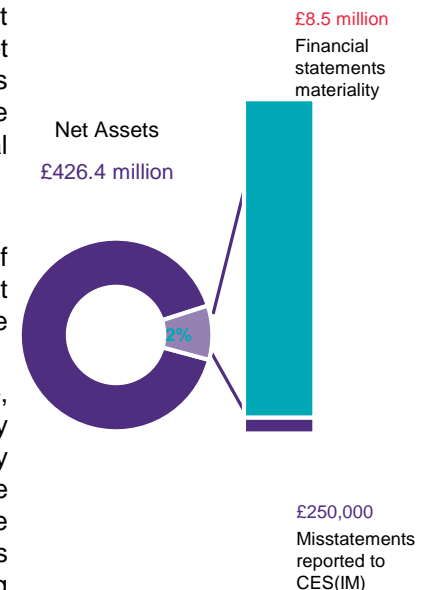 £8.5 million
Financial
statements
materiality
Net Assets
£426.4 million
2%
£250,000
Misstatements
reported to
CES(IM)